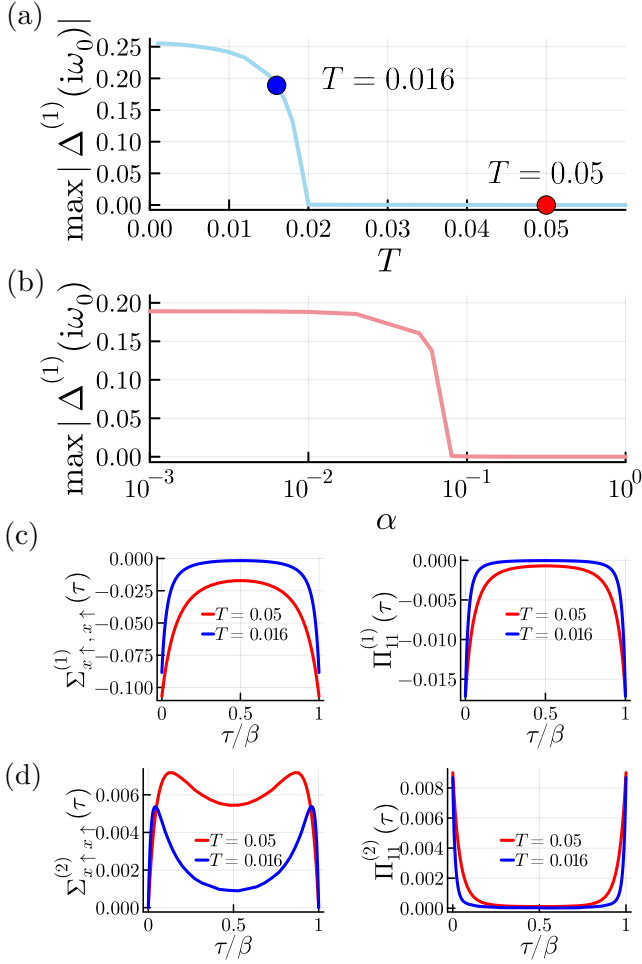 (a)
max | Δ⁽¹⁾ (iω₀)|
0.25
0.20
0.15
0.10
0.05
0.00
T = 0.016
T = 0.05
0.00 0.01 0.02 0.03 0.04 0.05
T
(b)
max | Δ⁽¹⁾ (iω₀)
0.20
0.15
0.10
0.05
0.00
10⁻³ 10⁻² 10⁻¹ 10⁰
α
(c)
Σ⁽¹⁾ₓ↑,ₓ↑(τ)
0.000
−0.025
−0.050
−0.075
−0.100
T = 0.05
T = 0.016
0 0.5 1
τ/β
Π⁽¹⁾₁₁(τ)
0.000
−0.005
−0.010
−0.015
T = 0.05
T = 0.016
0 0.5 1
τ/β
(d)
Σ⁽²⁾ₓ↑ₓ↑(τ)
0.006
0.004
0.002
0.000
T = 0.05
T = 0.016
0 0.5 1
τ/β
Π⁽²⁾₁₁(τ)
0.008
0.006
0.004
0.002
0.000
T = 0.05
T = 0.016
0 0.5 1
τ/β